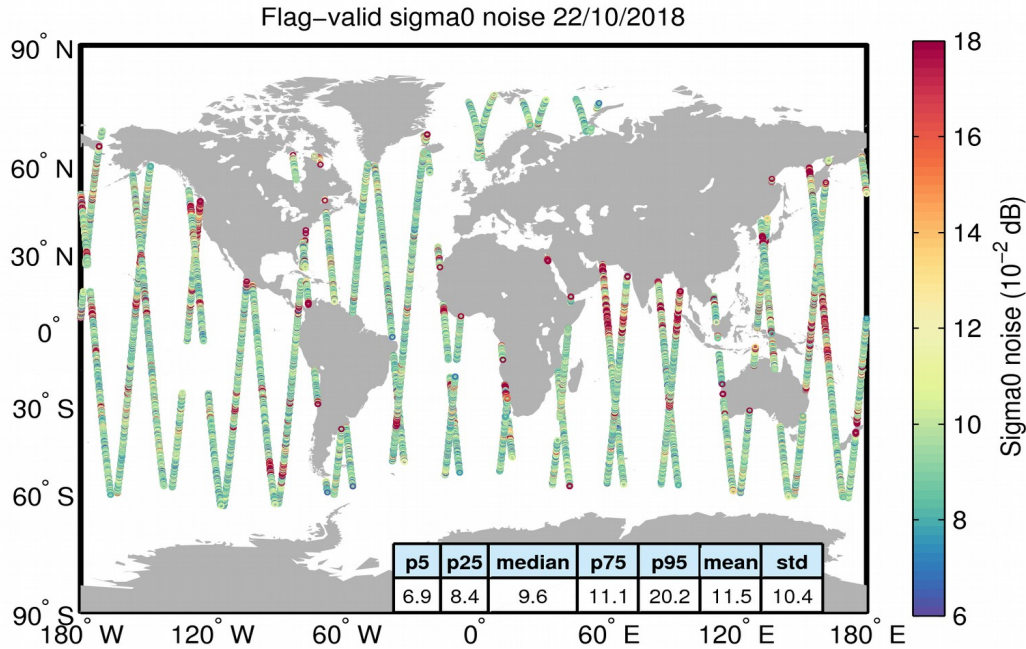 Flag−valid sigma0 noise 22/10/2018
90° N
60° N
30° N
0°
30° S
60° S
90° S
180° W 120° W 60° W 0° 60° E 120° E 180° E
p5 p25 median p75 p95 mean std
6.9 8.4 9.6 11.1 20.2 11.5 10.4
18
16
14
12
10
8
6
Sigma0 noise (10⁻² dB)